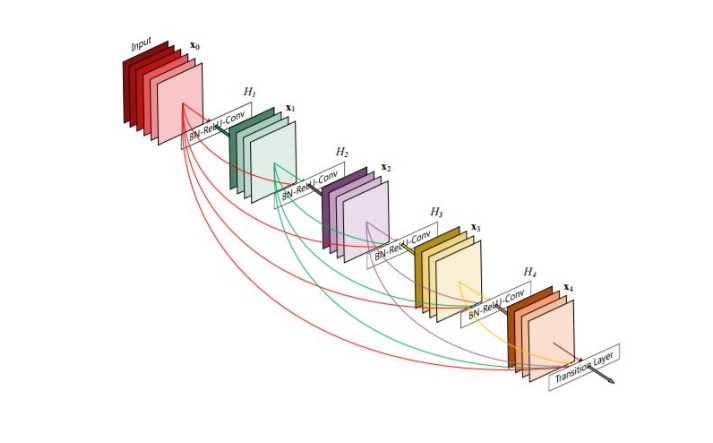 Input
x₀
H₁
BN-ReLU-Conv
x₁
H₂
BN-ReLU-Conv
x₂
H₃
BN-ReLU-Conv
x₃
H₄
BN-ReLU-Conv
x₄
Transition Layer